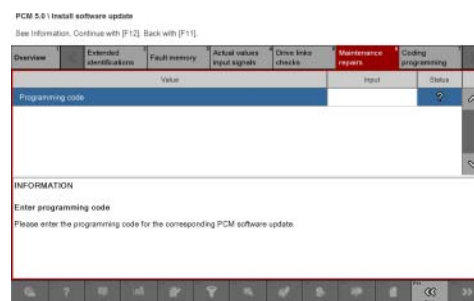 PCM 5.0 \ Install software update
See Information. Continue with [F12]. Back with [F11].
Overview
Extended identifications
Fault memory
Actual values input signals
Drive links checks
Maintenance repairs
Coding programming
Value Input Status
Programming code ?
INFORMATION
Enter programming code
Please enter the programming code for the corresponding PCM software update.